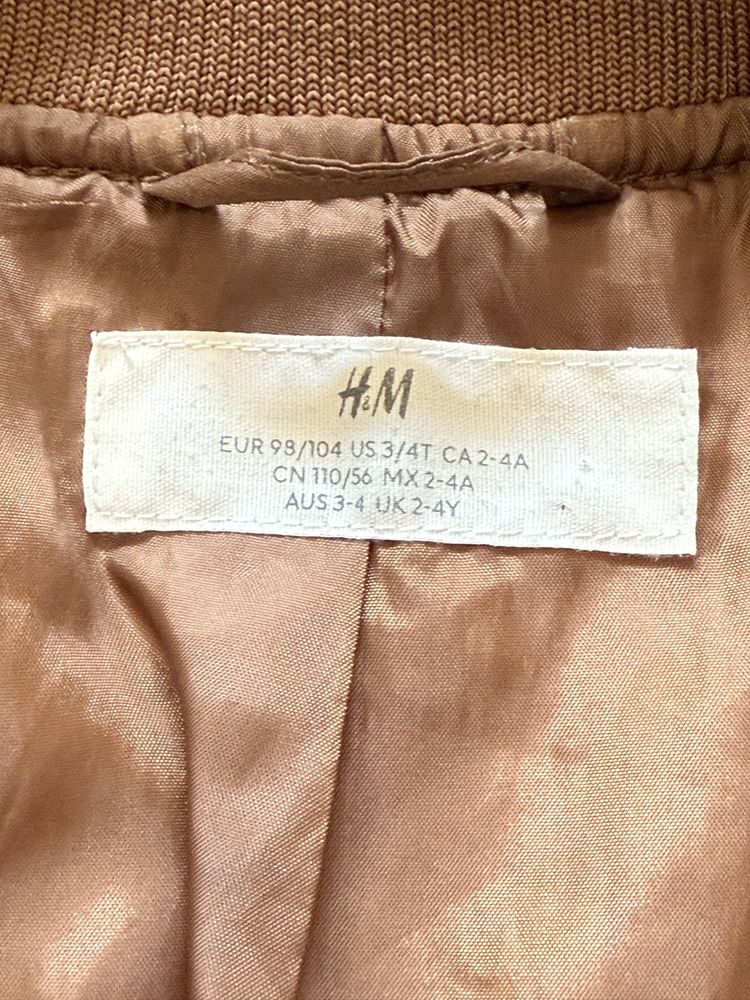 H&M
EUR 98/104 US 3/4T CA 2-4A
CN 110/56 MX 2-4A
AUS 3-4 UK 2-4Y